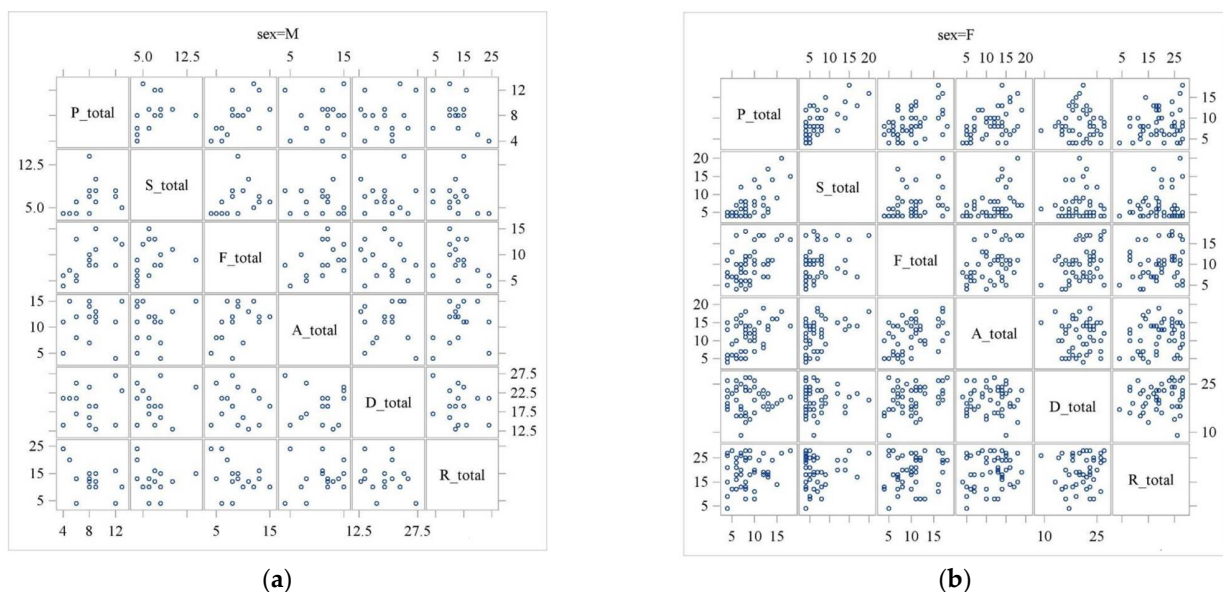 sex=M
5.0 12.5 5 15 5 15 25
P_total 12 8 4
12.5 5.0 S_total
F_total 15 10 5
15 11 5 A_total
D_total 27.5 22.5 17.5 12.5
25 15 5 R_total
4 8 12 5 10 15 12.5 27.5
(a)
sex=F
5 10 15 20 5 10 15 20 5 15 25
P_total 15 10 5
20 15 10 5 S_total
F_total 15 10 5
20 15 10 5 A_total
D_total 25 10
25 15 5 R_total
5 10 15 5 10 15 10 25
(b)